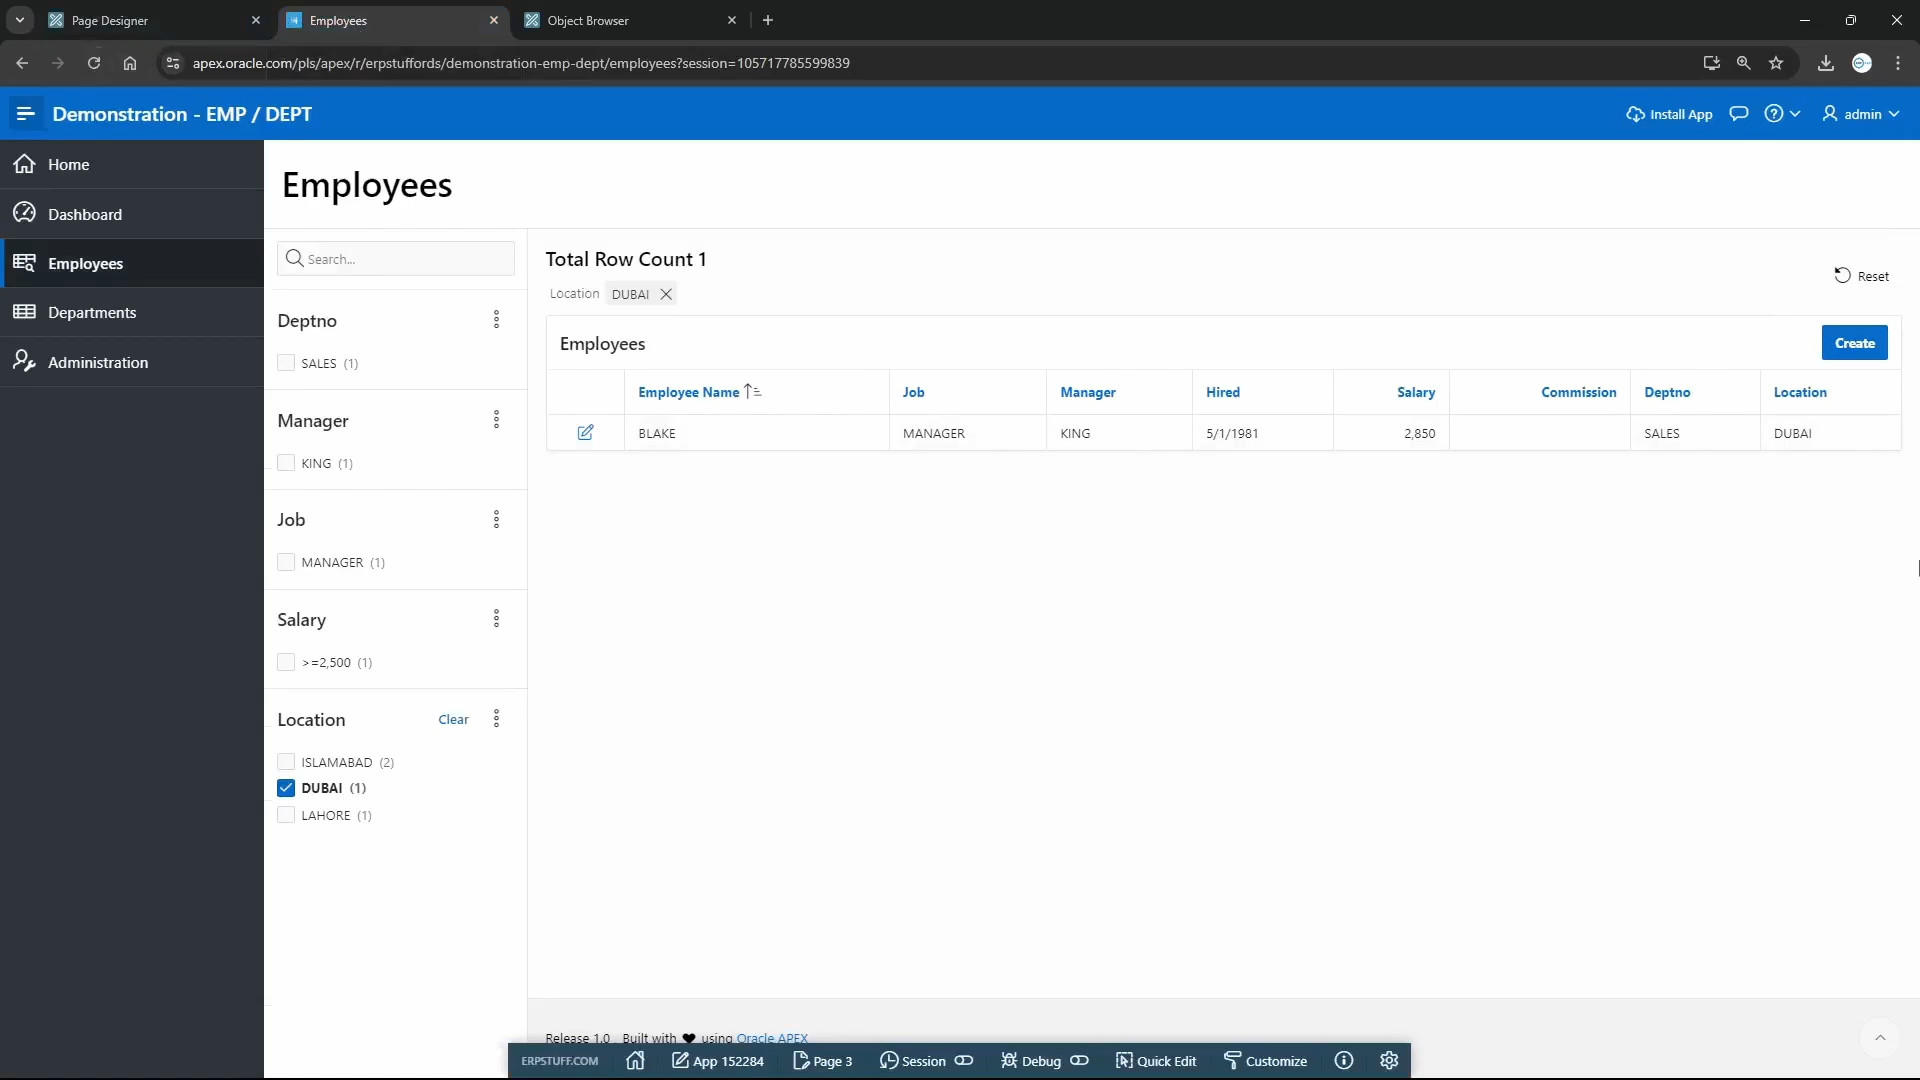 Page Designer
Employees
Object Browser
apex.oracle.com/pls/apex/r/erpstuffords/demonstration-emp-dept/employees?session=105717785599839
Demonstration - EMP / DEPT
Install App
admin
Home
Dashboard
Employees
Departments
Administration
Employees
Search...
Deptno
SALES (1)
Manager
KING (1)
Job
MANAGER (1)
Salary
>=2,500 (1)
Location Clear
ISLAMABAD (2)
DUBAI (1)
LAHORE (1)
Total Row Count 1
Location DUBAI
Reset
Employees
Create
Employee Name Job Manager Hired Salary Commission Deptno Location
BLAKE MANAGER KING 5/1/1981 2,850 SALES DUBAI
Release 1.0 Built with ❤ using Oracle APEX
ERPSTUFF.COM App 152284 Page 3 Session Debug Quick Edit Customize